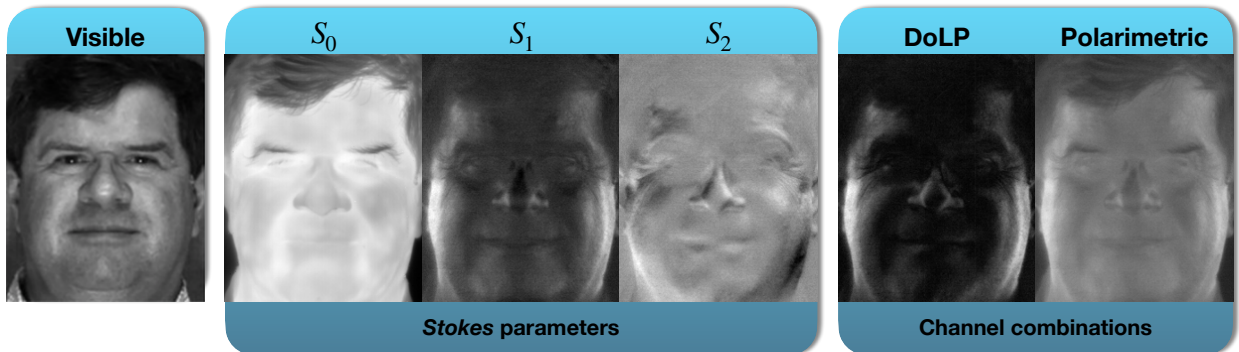 Visible
S₀
S₁
S₂
DoLP
Polarimetric
Stokes parameters
Channel combinations